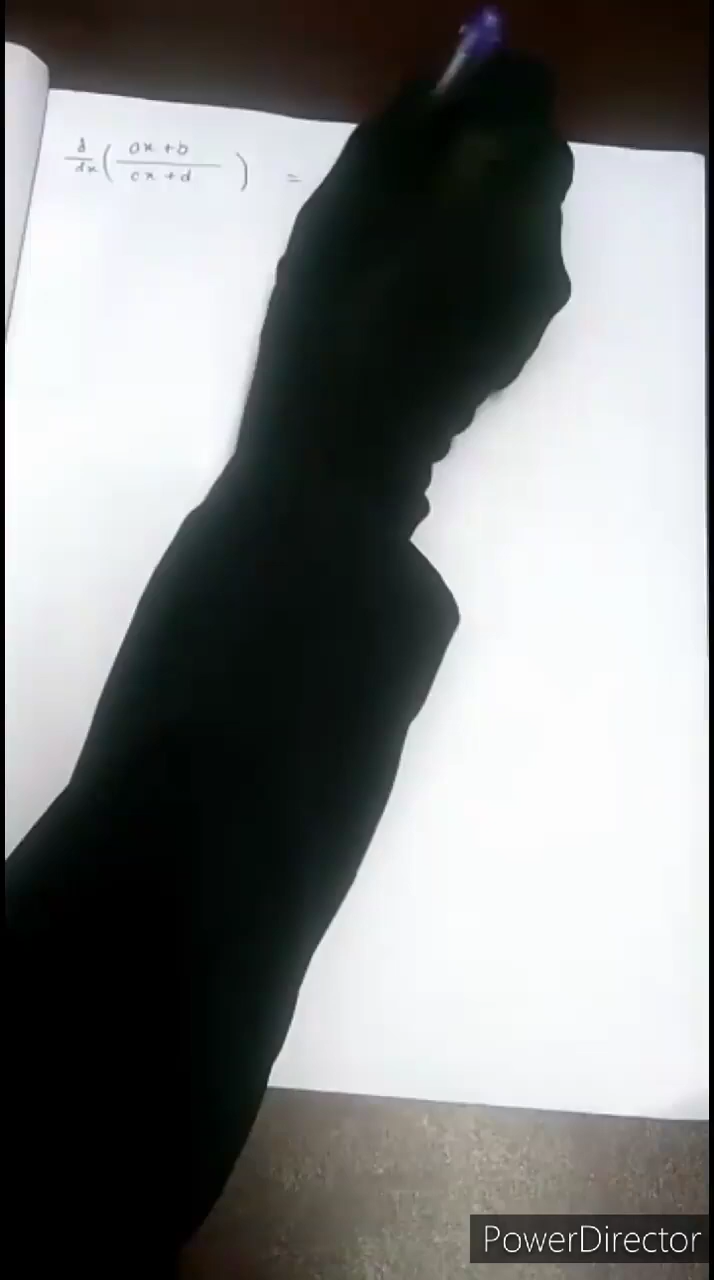 d/dx ( ax + b / cx + d ) =
PowerDirector